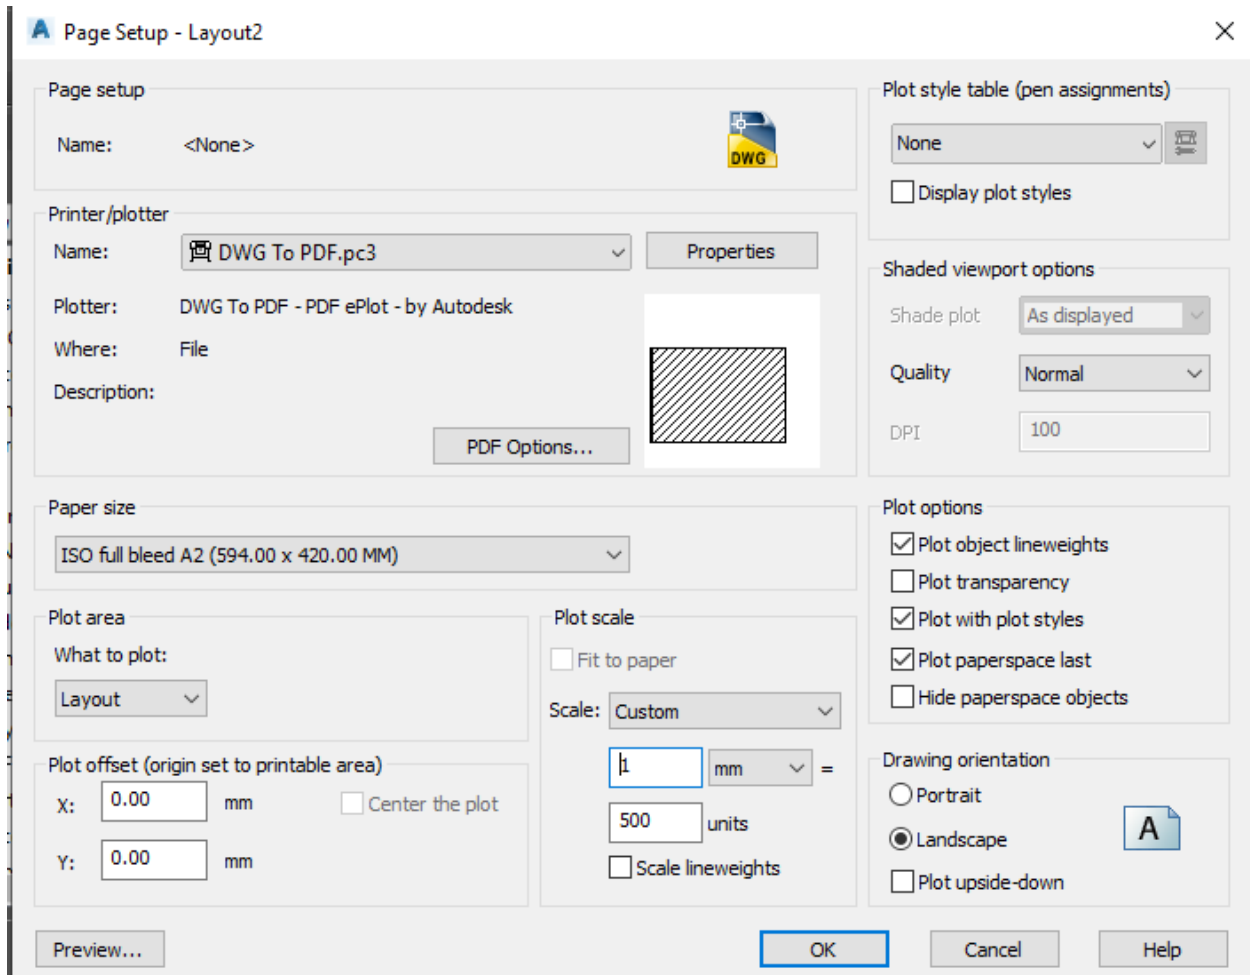 Page Setup - Layout2
Page setup
Name: <None>
DWG
Printer/plotter
Name: DWG To PDF.pc3 Properties
Plotter: DWG To PDF - PDF ePlot - by Autodesk
Where: File
Description:
PDF Options...
Paper size
ISO full bleed A2 (594.00 x 420.00 MM)
Plot area
What to plot:
Layout
Plot offset (origin set to printable area)
X: 0.00 mm Center the plot
Y: 0.00 mm
Plot scale
Fit to paper
Scale: Custom
1 mm =
500 units
Scale lineweights
Plot style table (pen assignments)
None
Display plot styles
Shaded viewport options
Shade plot As displayed
Quality Normal
DPI 100
Plot options
Plot object lineweights
Plot transparency
Plot with plot styles
Plot paperspace last
Hide paperspace objects
Drawing orientation
Portrait
Landscape
Plot upside-down
A
Preview... OK Cancel Help